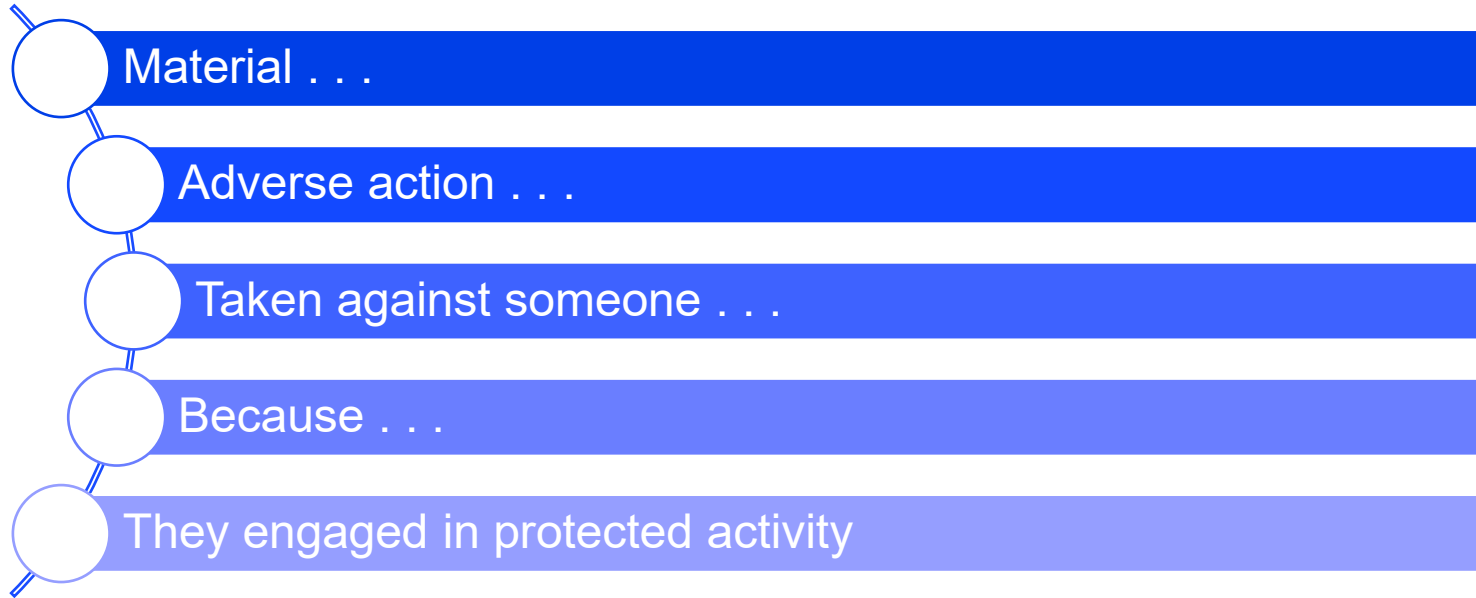 Material . . .
Adverse action . . .
Taken against someone . . .
Because . . .
They engaged in protected activity